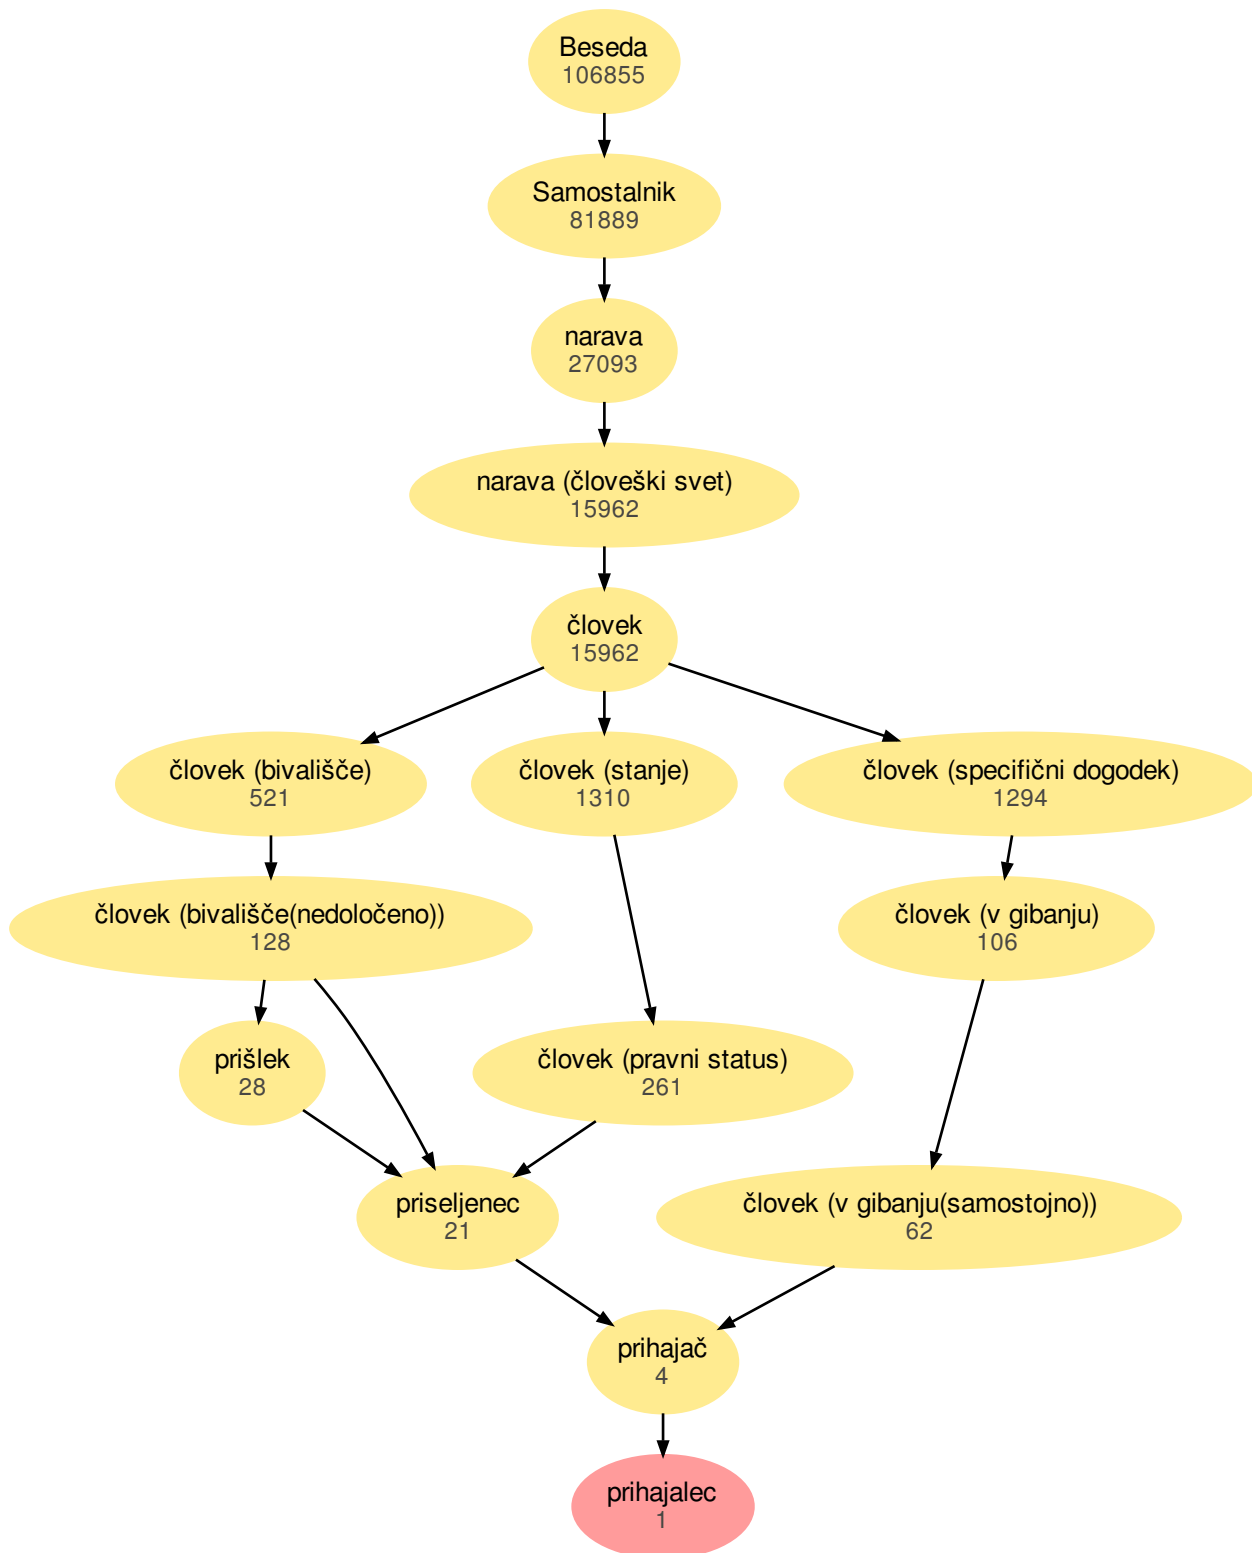 Beseda
106855
Samostalnik
81889
narava
27093
narava (človeški svet)
15962
človek
15962
človek (bivališče)
521
človek (stanje)
1310
človek (specifični dogodek)
1294
človek (bivališče(nedoločeno))
128
človek (v gibanju)
106
prišlek
28
človek (pravni status)
261
priseljenec
21
človek (v gibanju(samostojno))
62
prihajač
4
prihajalec
1